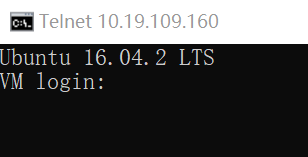 Telnet 10.19.109.160
Ubuntu 16.04.2 LTS
VM login: